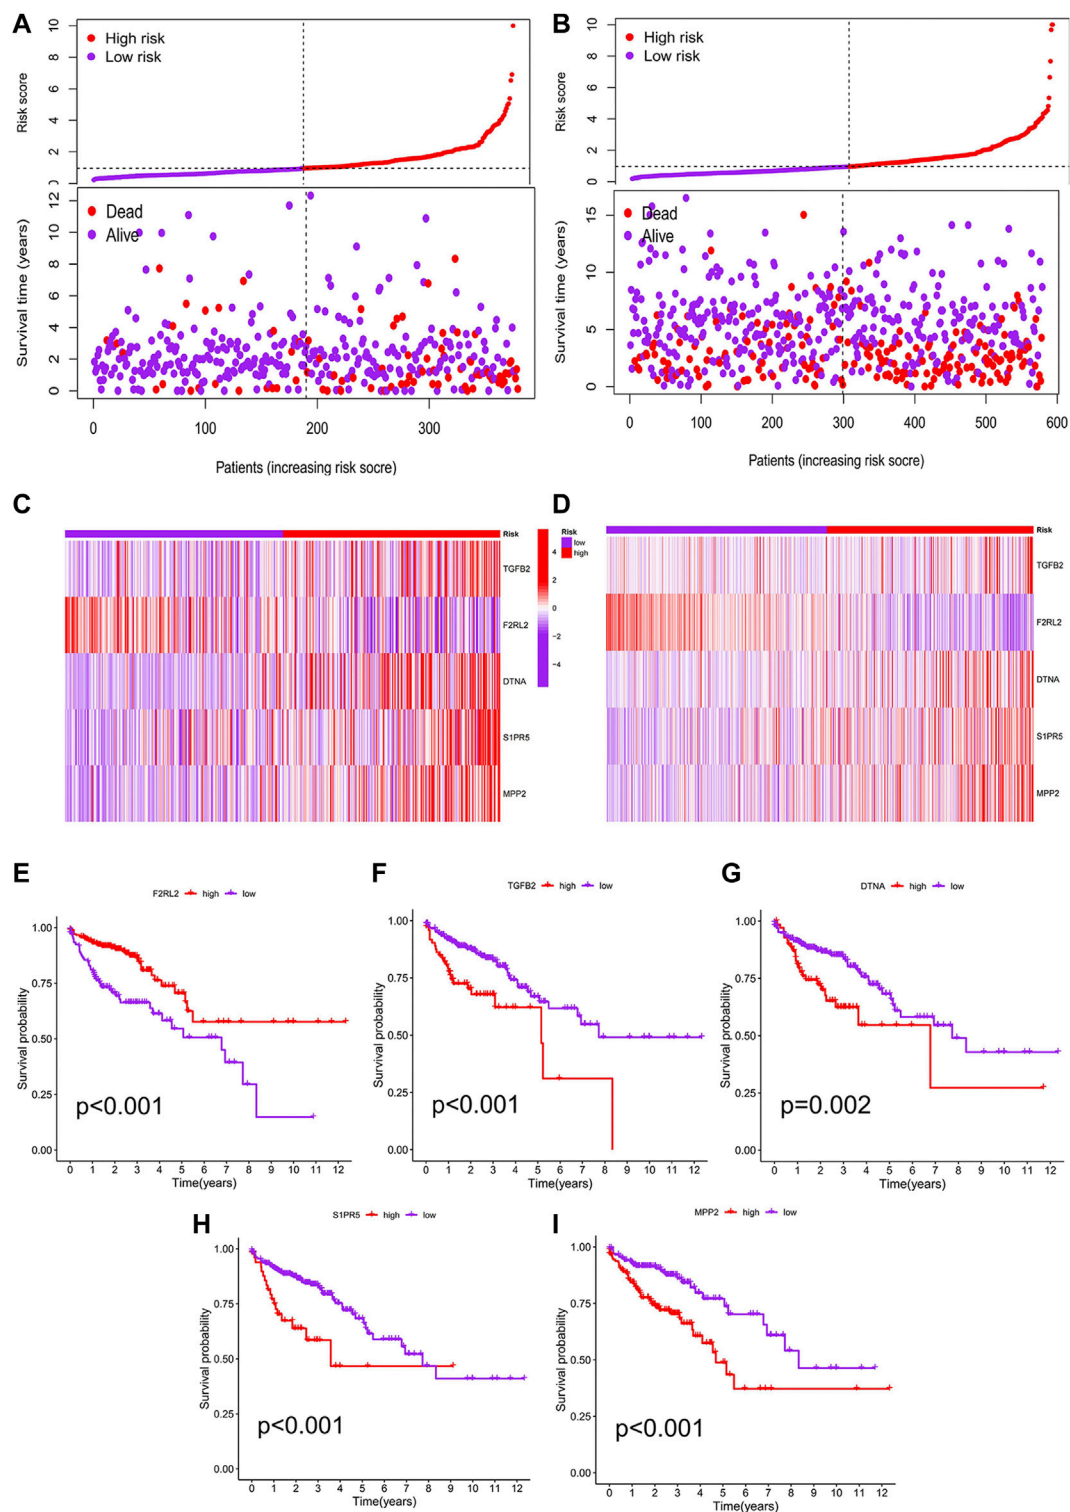 A
B
High risk
Low risk
Risk score
10
8
6
4
2
0
High risk
Low risk
Risk score
10
8
6
4
2
0
Dead
Alive
Survival time (years)
12
10
8
6
4
2
0
0 100 200 300
Patients (increasing risk socre)
Dead
Alive
Survival time (years)
15
10
5
0
0 100 200 300 400 500 600
Patients (increasing risk socre)
C
D
Risk
TGFB2
F2RL2
DTNA
S1PR5
MPP2
4
2
0
−2
−4
Risk
low
high
Risk
TGFB2
F2RL2
DTNA
S1PR5
MPP2
E
F2RL2 high low
Survival probability
1.00
0.75
0.50
0.25
0.00
p<0.001
0 1 2 3 4 5 6 7 8 9 10 11 12
Time(years)
F
TGFB2 high low
Survival probability
1.00
0.75
0.50
0.25
0.00
p<0.001
0 1 2 3 4 5 6 7 8 9 10 11 12
Time(years)
G
DTNA high low
Survival probability
1.00
0.75
0.50
0.25
0.00
p=0.002
0 1 2 3 4 5 6 7 8 9 10 11 12
Time(years)
H
S1PR5 high low
Survival probability
1.00
0.75
0.50
0.25
0.00
p<0.001
0 1 2 3 4 5 6 7 8 9 10 11 12
Time(years)
I
MPP2 high low
Survival probability
1.00
0.75
0.50
0.25
0.00
p<0.001
0 1 2 3 4 5 6 7 8 9 10 11 12
Time(years)